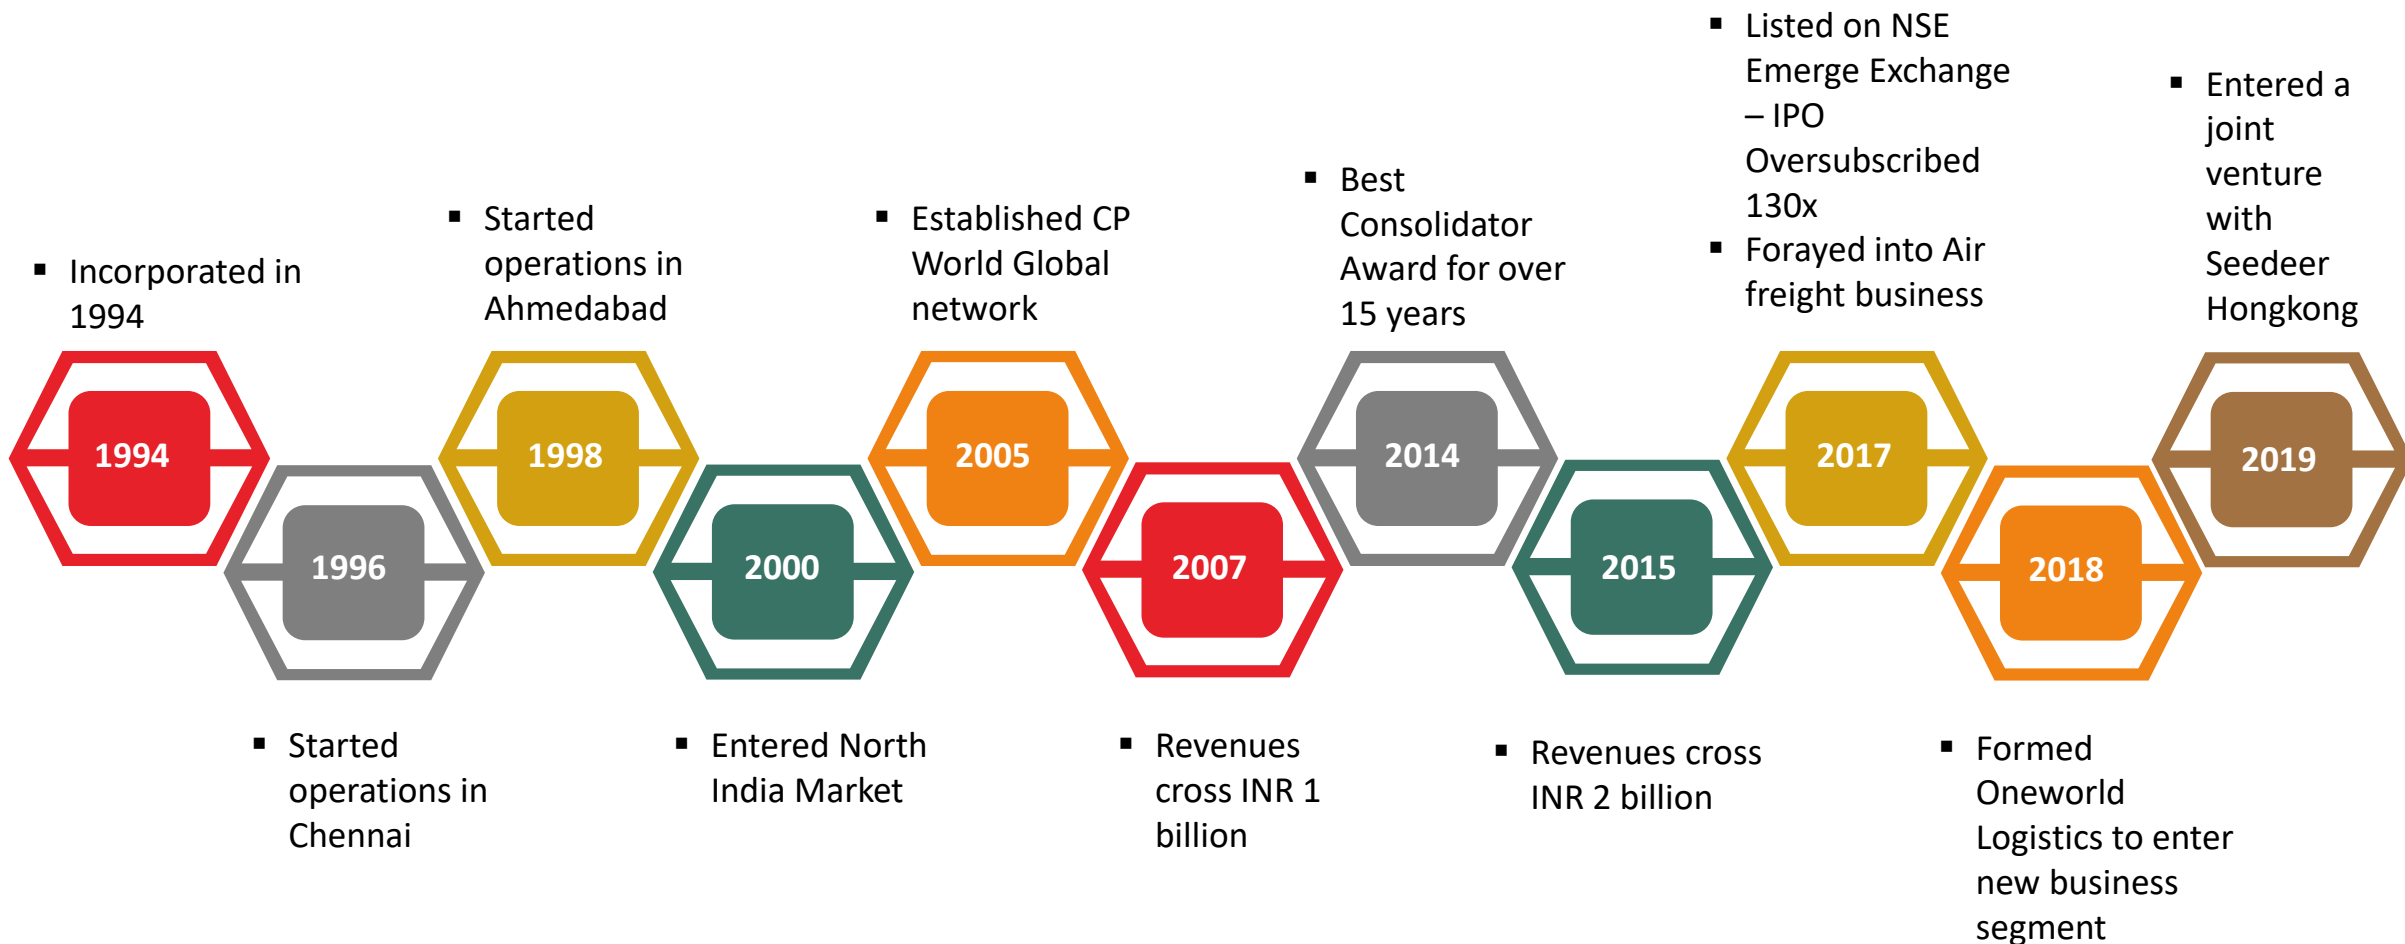 ▪ Incorporated in
1994
1994
1996
▪ Started
operations in
Chennai
▪ Started
operations in
Ahmedabad
1998
2000
▪ Entered North
India Market
▪ Established CP
World Global
network
2005
2007
▪ Revenues
cross INR 1
billion
▪ Best
Consolidator
Award for over
15 years
2014
2015
▪ Revenues cross
INR 2 billion
▪ Listed on NSE
Emerge Exchange
– IPO
Oversubscribed
130x
▪ Forayed into Air
freight business
2017
2018
▪ Formed
Oneworld
Logistics to enter
new business
segment
▪ Entered a
joint
venture
with
Seedeer
Hongkong
2019